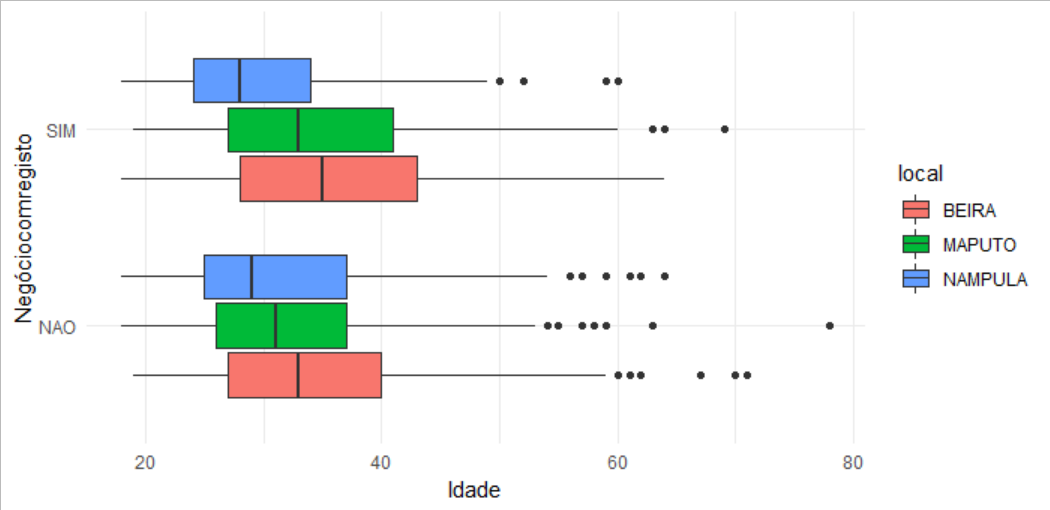 Negóciocomregisto
SIM
NAO
20 40 60 80
Idade
local
BEIRA
MAPUTO
NAMPULA